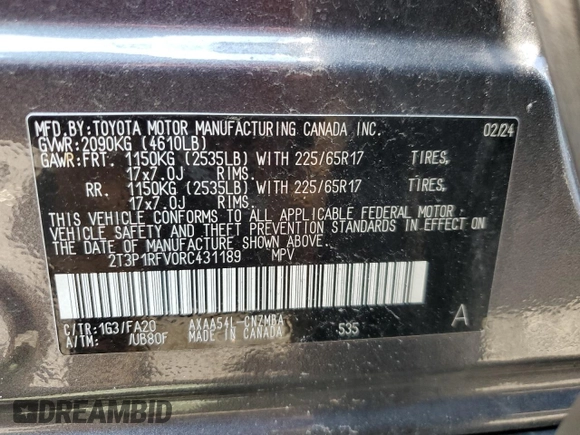 MFD.BY:TOYOTA MOTOR MANUFACTURING CANADA INC. 02/24
GVWR:2090KG (4610LB)
GAWR:FRT. 1150KG (2535LB) WITH 225/65R17 TIRES,
17x7.0J RIMS.
RR. 1150KG (2535LB) WITH 225/65R17 TIRES,
17x7.0J RIMS.
THIS VEHICLE CONFORMS TO ALL APPLICABLE FEDERAL MOTOR
VEHICLE SAFETY AND THEFT PREVENTION STANDARDS IN EFFECT ON
THE DATE OF MANUFACTURE SHOWN ABOVE.
2T3P1RFV0RC431189 MPV
C/TR:1G3/FA20 AXAA54L-CNZMBA 535 A
A/TM: /UB80F MADE IN CANADA
DREAMBID